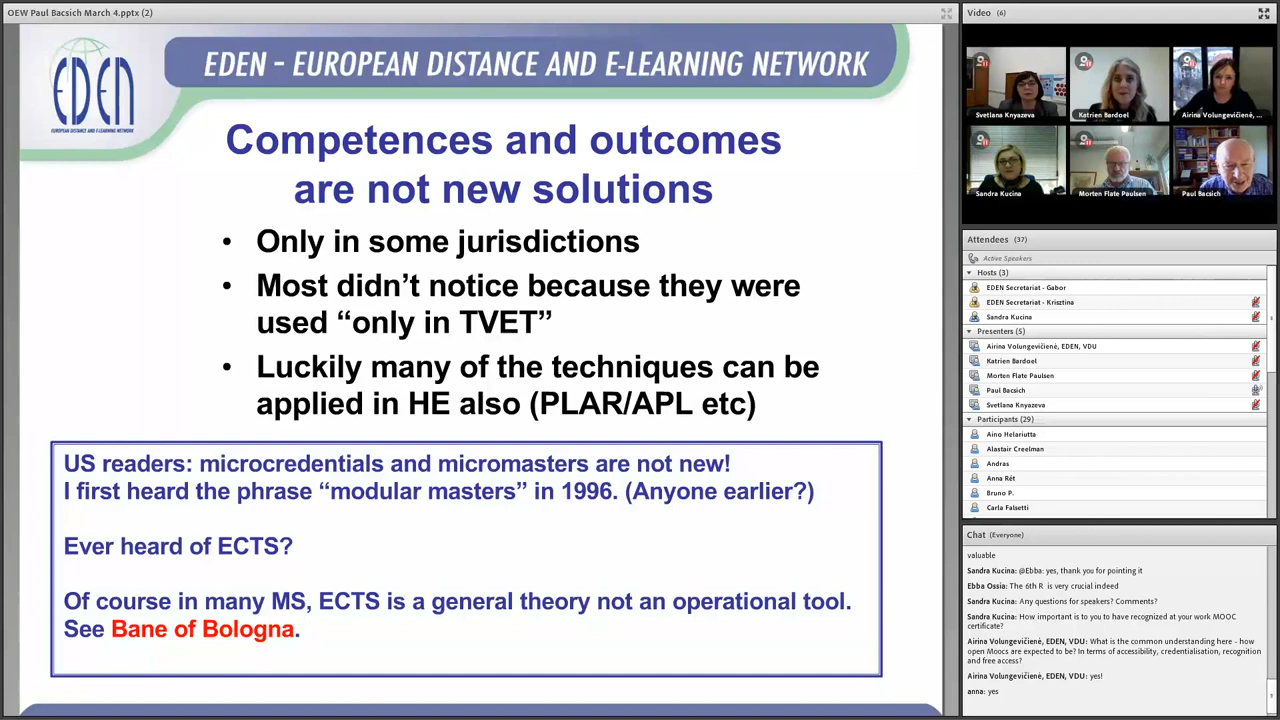 OEW Paul Bacsich March 4.pptx (2)
EDEN
EUROPEAN DISTANCE AND E-LEARNING NETWORK
EDEN – EUROPEAN DISTANCE AND E-LEARNING NETWORK
Competences and outcomes
are not new solutions
• Only in some jurisdictions
• Most didn’t notice because they were
used “only in TVET”
• Luckily many of the techniques can be
applied in HE also (PLAR/APL etc)
US readers: microcredentials and micromasters are not new!
I first heard the phrase “modular masters” in 1996. (Anyone earlier?)
Ever heard of ECTS?
Of course in many MS, ECTS is a general theory not an operational tool.
See Bane of Bologna.
Video (6)
Svetlana Knyazeva
Katrien Bardoel
Airina Volungevičienė, ...
Sandra Kucina
Morten Flate Paulsen
Paul Bacsich
Attendees (37)
Active Speakers
Hosts (3)
EDEN Secretariat - Gabor
EDEN Secretariat - Krisztina
Sandra Kucina
Presenters (5)
Airina Volungevičienė, EDEN, VDU
Katrien Bardoel
Morten Flate Paulsen
Paul Bacsich
Svetlana Knyazeva
Participants (29)
Aino Helariutta
Alastair Creelman
Andras
Anna Rét
Bruno P.
Carla Falsetti
Chat (Everyone)
valuable
Sandra Kucina: @Ebba: yes, thank you for pointing it
Ebba Ossia: The 6th R is very crucial indeed
Sandra Kucina: Any questions for speakers? Comments?
Sandra Kucina: How important is to you to have recognized at your work MOOC
certificate?
Airina Volungevičienė, EDEN, VDU: What is the common understanding here - how
open Moocs are expected to be? In terms of accessibility, credentialisation, recognition
and free access?
Airina Volungevičienė, EDEN, VDU: yes!
anna: yes